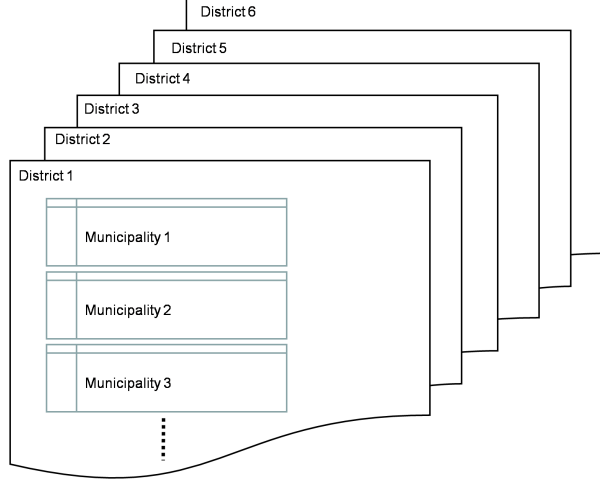 District 6
District 5
District 4
District 3
District 2
District 1
Municipality 1
Municipality 2
Municipality 3